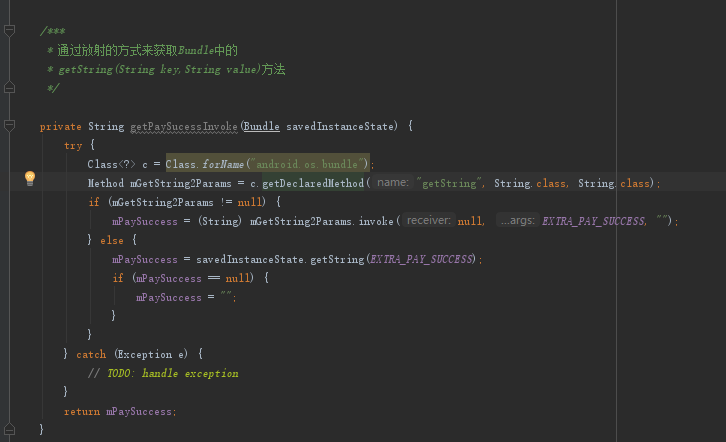 /***
* 通过放射的方式来获取Bundle中的
* getString(String key,String value)方法
*/
private String getPaySucessInvoke(Bundle savedInstanceState) {
try {
Class<?> c = Class.forName("android.os.bundle");
Method mGetString2Params = c.getDeclaredMethod( name: "getString", String.class, String.class);
if (mGetString2Params != null) {
mPaySuccess = (String) mGetString2Params.invoke( receiver: null, ...args: EXTRA_PAY_SUCCESS, "");
} else {
mPaySuccess = savedInstanceState.getString(EXTRA_PAY_SUCCESS);
if (mPaySuccess == null) {
mPaySuccess = "";
}
}
} catch (Exception e) {
// TODO: handle exception
}
return mPaySuccess;
}